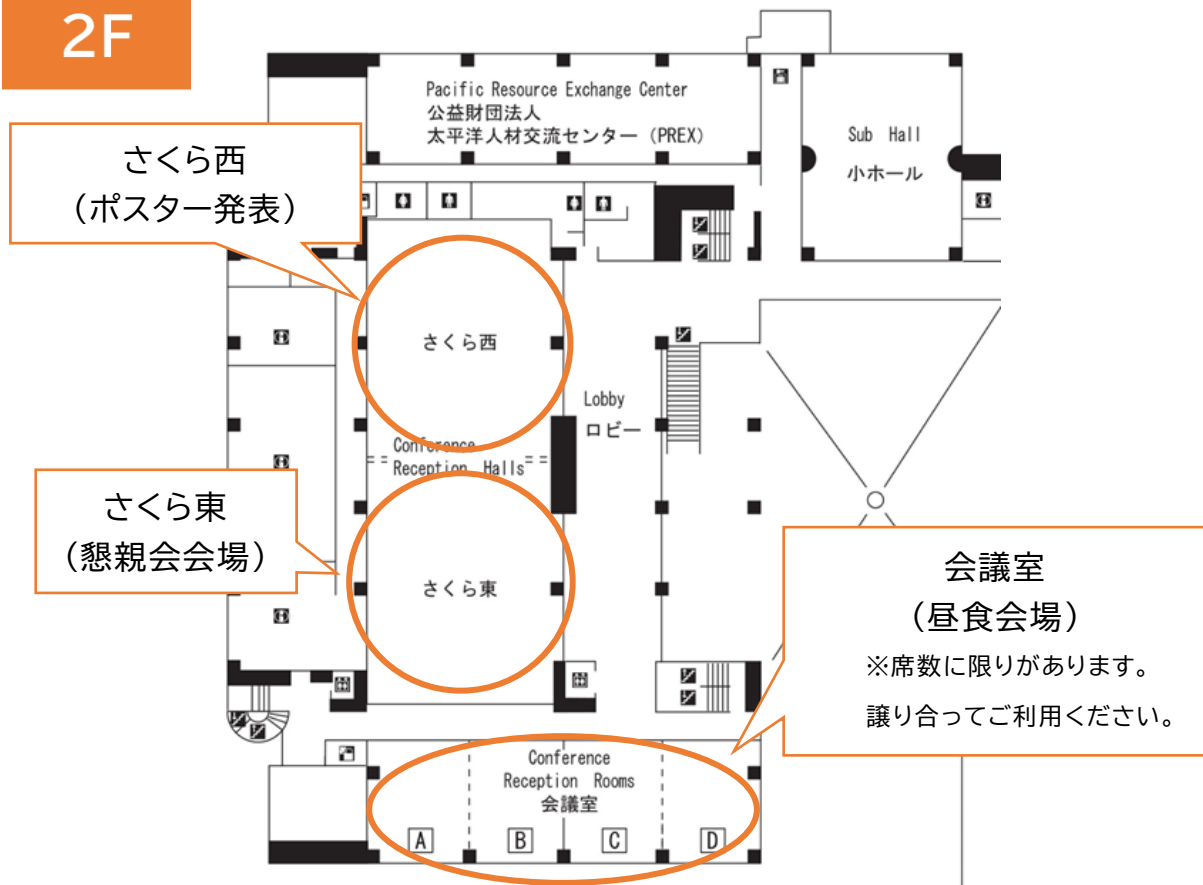 2F
Pacific Resource Exchange Center
公益財団法人
太平洋人材交流センター (PREX)
Sub Hall
小ホール
さくら西
(ポスター発表)
さくら西
Lobby
ロビー
Conference
Reception Halls
さくら東
(懇親会会場)
さくら東
会議室
(昼食会場)
※席数に限りがあります。
譲り合ってご利用ください。
Conference
Reception Rooms
会議室
A B C D